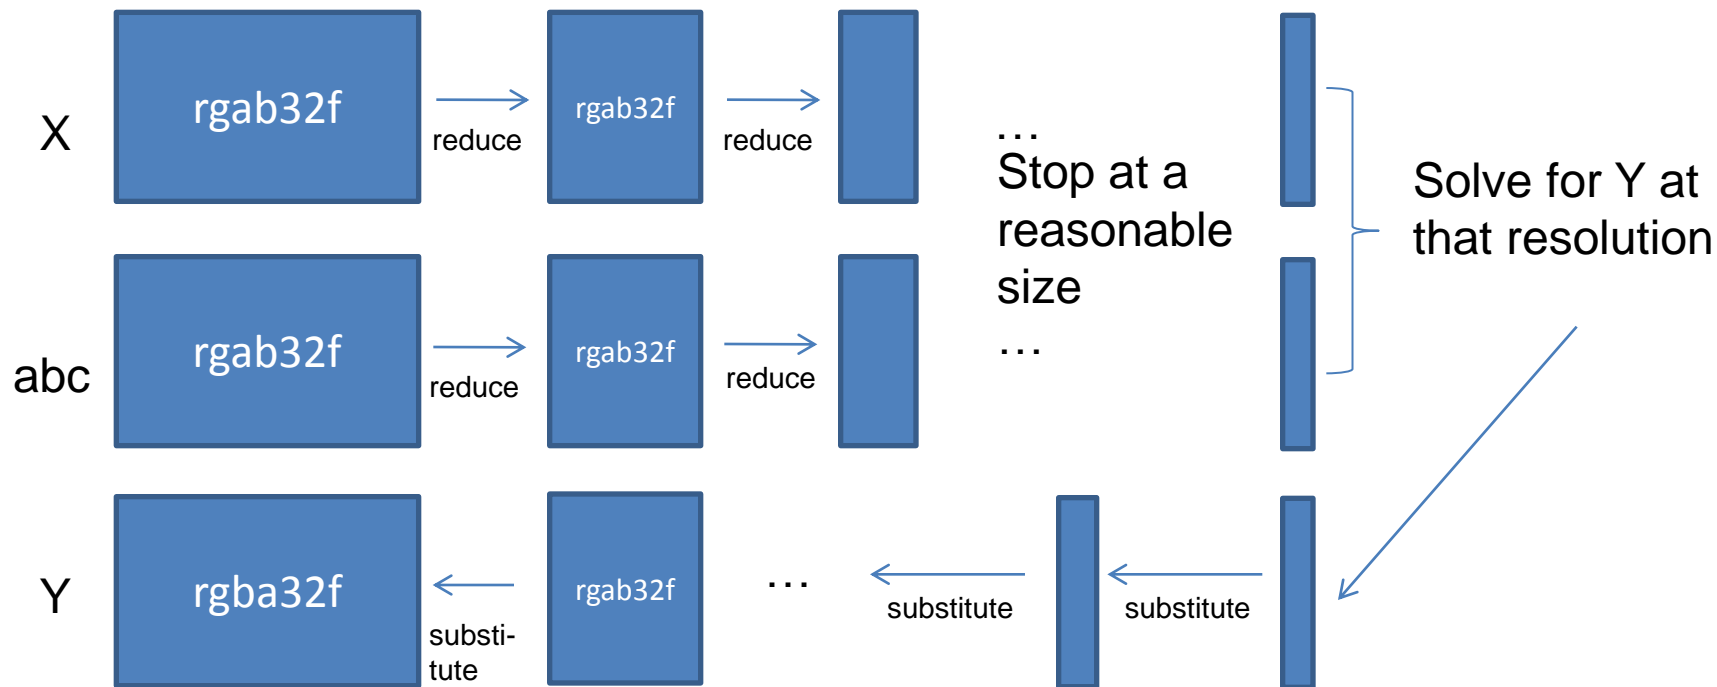 X
rgab32f
reduce
rgab32f
reduce
…
Stop at a
reasonable
size
…
Solve for Y at
that resolution
abc
rgab32f
reduce
rgab32f
reduce
Y
rgba32f
substi-
tute
rgab32f
…
substitute
substitute